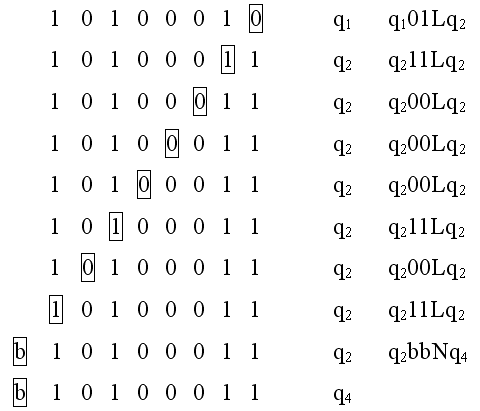 1 0 1 0 0 0 1 0 q₁ q₁01Lq₂
1 0 1 0 0 0 1 1 q₂ q₂11Lq₂
1 0 1 0 0 0 1 1 q₂ q₂00Lq₂
1 0 1 0 0 0 1 1 q₂ q₂00Lq₂
1 0 1 0 0 0 1 1 q₂ q₂00Lq₂
1 0 1 0 0 0 1 1 q₂ q₂11Lq₂
1 0 1 0 0 0 1 1 q₂ q₂00Lq₂
1 0 1 0 0 0 1 1 q₂ q₂11Lq₂
b 1 0 1 0 0 0 1 1 q₂ q₂bbNq₄
b 1 0 1 0 0 0 1 1 q₄